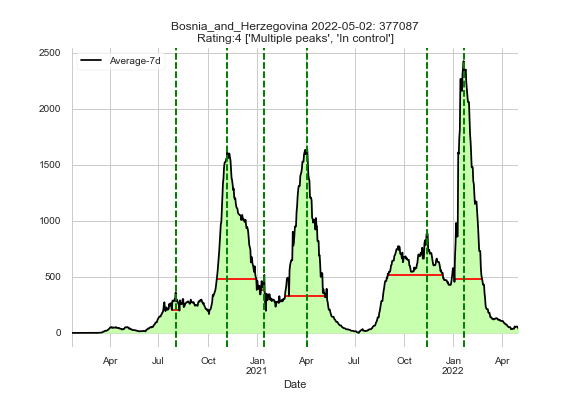 Bosnia_and_Herzegovina 2022-05-02: 377087
Rating:4 ['Multiple peaks', 'In control']
Average-7d
2500
2000
1500
1000
500
0
Apr Jul Oct Jan Apr Jul Oct Jan Apr
2021 2022
Date